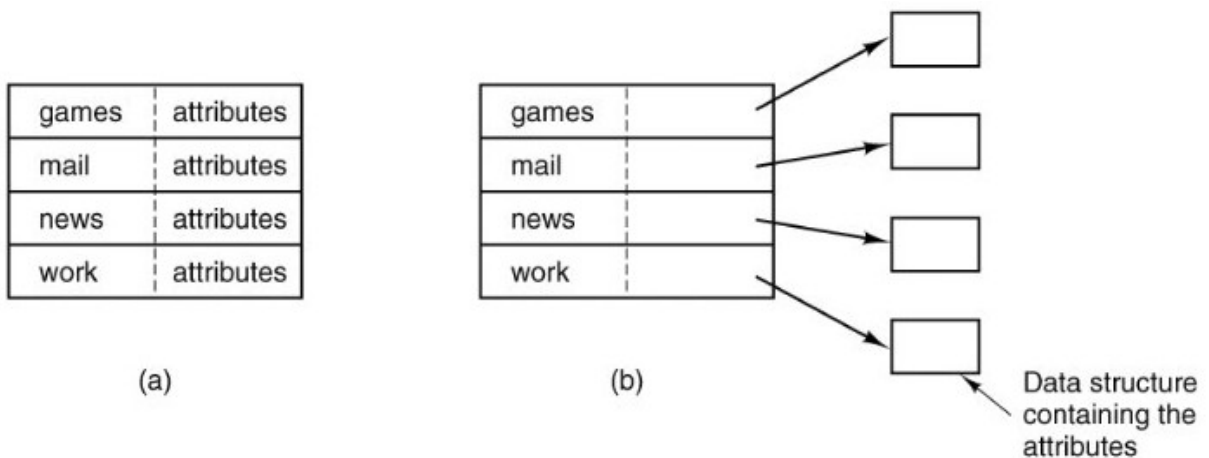 games attributes
mail attributes
news attributes
work attributes
(a)
games
mail
news
work
(b)
Data structure
containing the
attributes